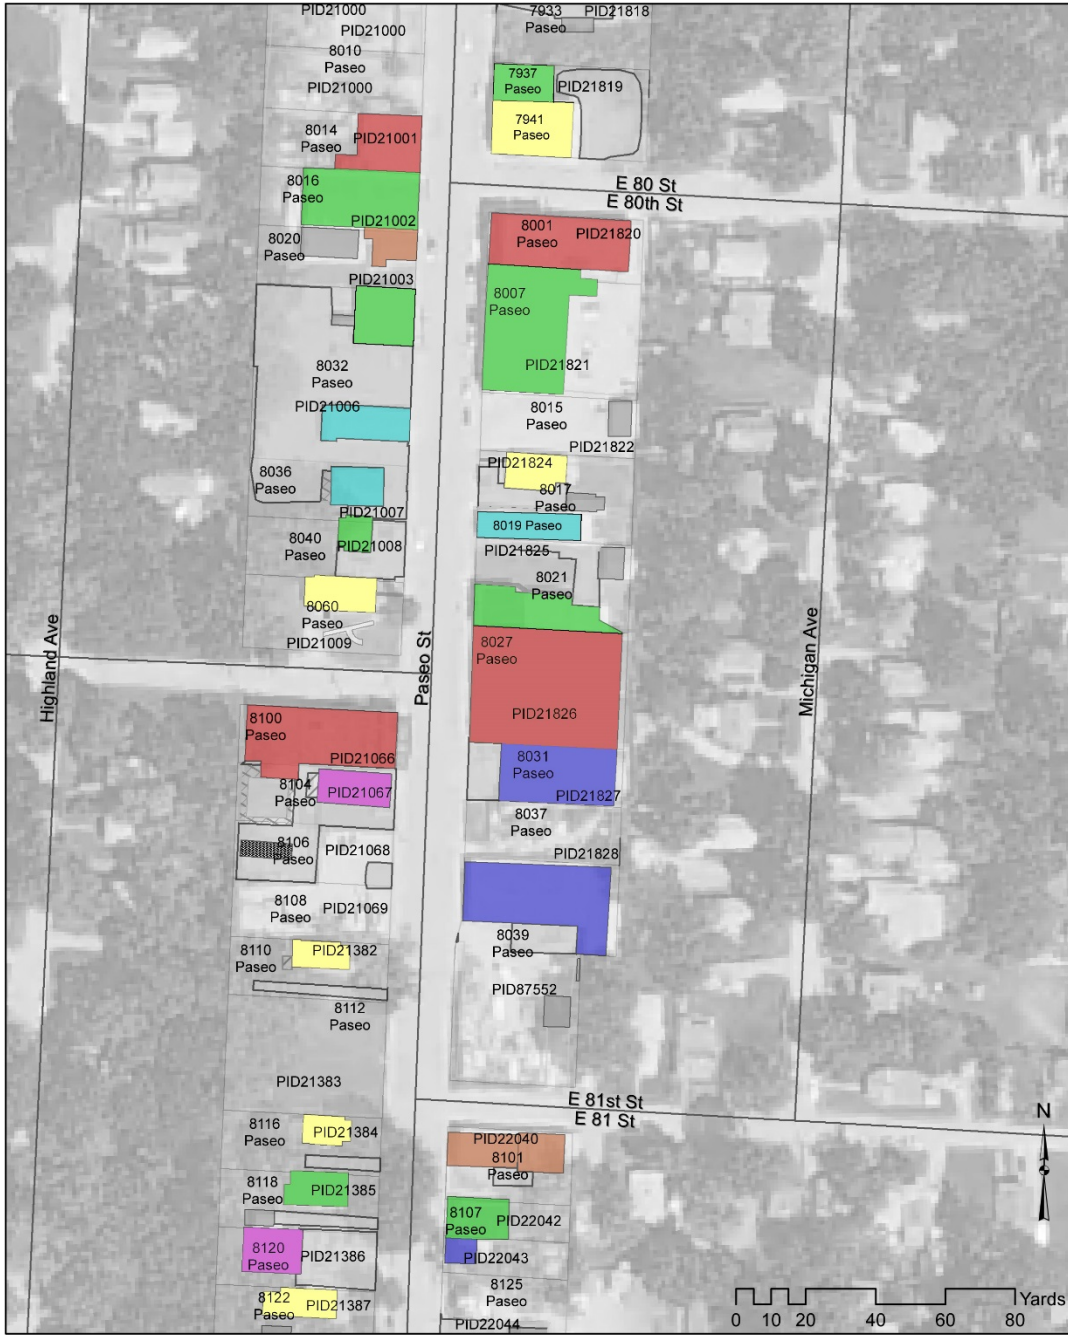 PID21000
PID21000
8010
Paseo
PID21000
8014
Paseo
PID21001
8016
Paseo
PID21002
8020
Paseo
PID21003
8032
Paseo
PID21006
8036
Paseo
PID21007
8040
Paseo
PID21008
8060
Paseo
PID21009
8100
Paseo
PID21066
8104
Paseo
PID21067
8106
Paseo
PID21068
8108
Paseo
PID21069
8110
Paseo
PID21382
8112
Paseo
PID21383
8116
Paseo
PID21384
8118
Paseo
PID21385
8120
Paseo
PID21386
8122
Paseo
PID21387
Highland Ave
Paseo St
7933
Paseo
PID21818
7937
Paseo
PID21819
7941
Paseo
E 80 St
E 80th St
8001
Paseo
PID21820
8007
Paseo
PID21821
8015
Paseo
PID21822
PID21824
8017
Paseo
8019 Paseo
PID21825
8021
Paseo
8027
Paseo
PID21826
8031
Paseo
PID21827
8037
Paseo
PID21828
8039
Paseo
PID87552
E 81st St
E 81 St
PID22040
8101
Paseo
8107
Paseo
PID22042
PID22043
8125
Paseo
PID22044
Michigan Ave
N
Yards
0 10 20 40 60 80